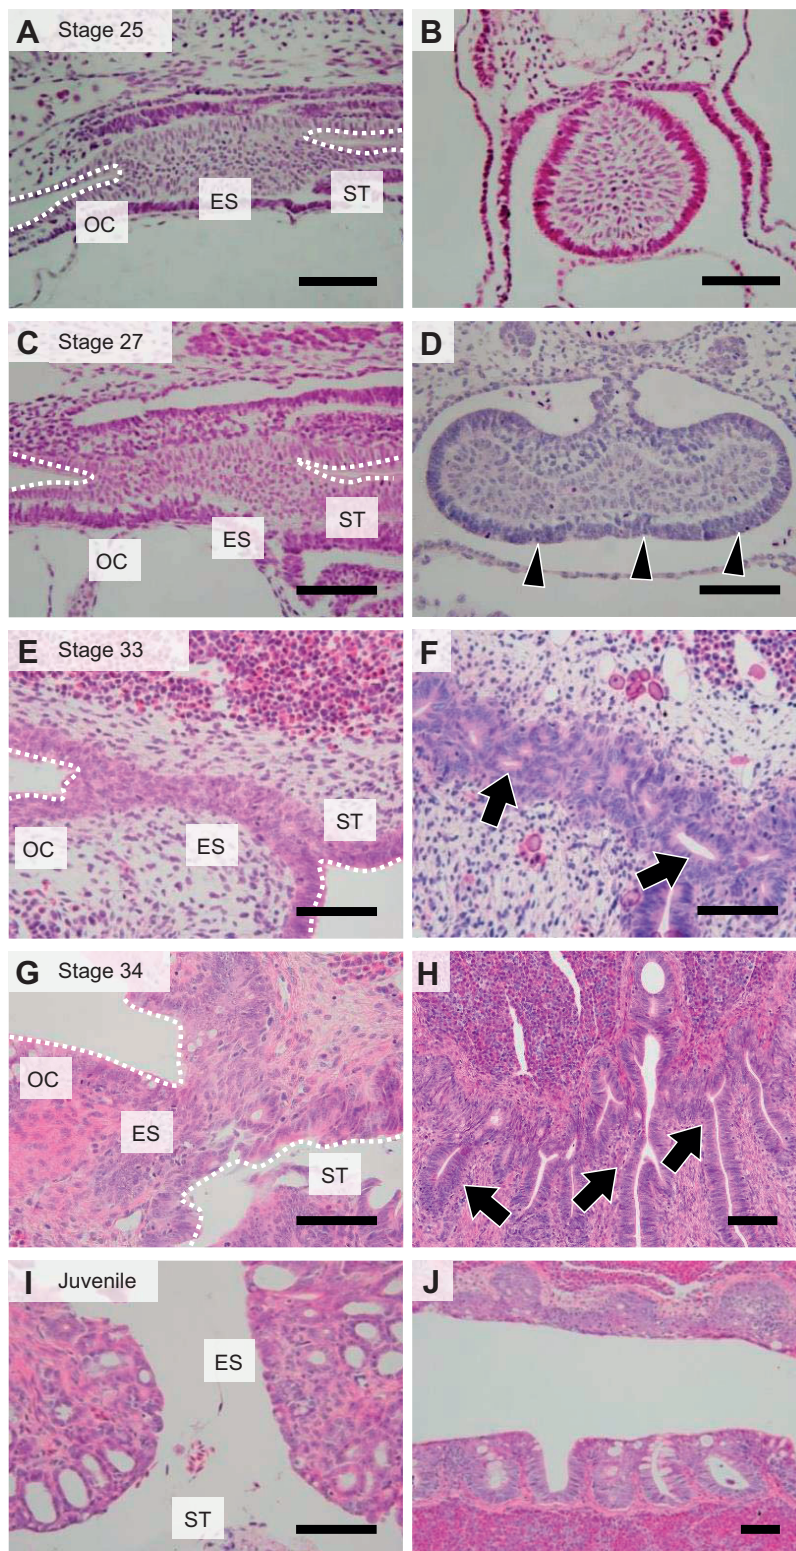 A Stage 25
OC
ES
ST
B
C Stage 27
OC
ES
ST
D
E Stage 33
OC
ES
ST
F
G Stage 34
OC
ES
ST
H
I Juvenile
ES
ST
J